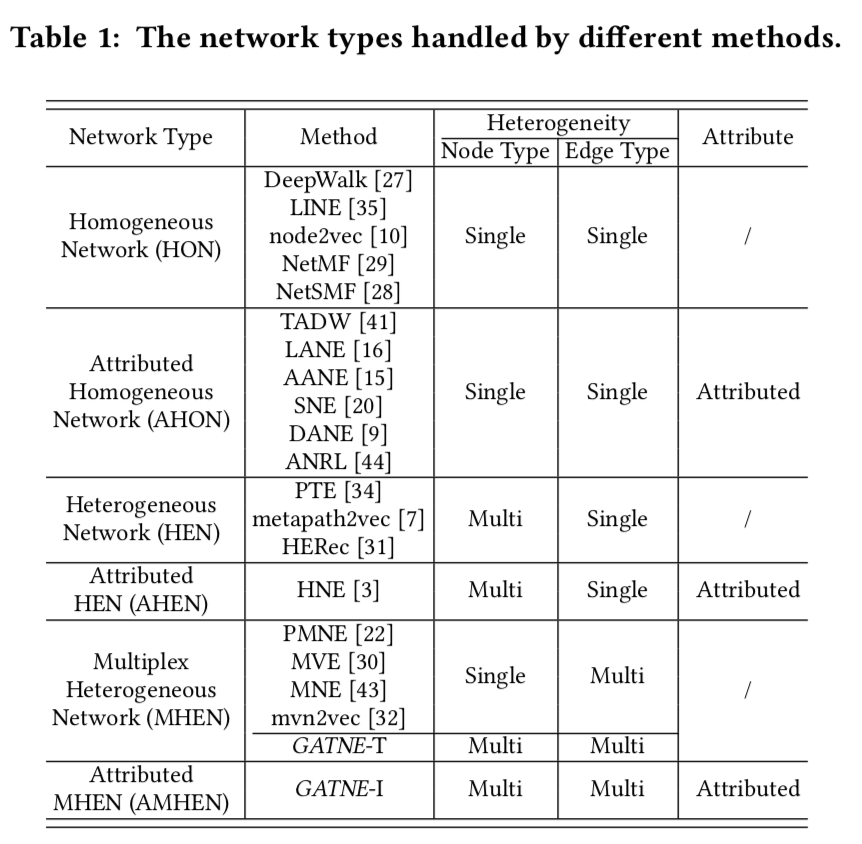 Table 1: The network types handled by different methods.
Network Type Method Heterogeneity Attribute
Node Type Edge Type
Homogeneous
Network (HON)
DeepWalk [27]
LINE [35]
node2vec [10]
NetMF [29]
NetSMF [28]
Single Single /
Attributed
Homogeneous
Network (AHON)
TADW [41]
LANE [16]
AANE [15]
SNE [20]
DANE [9]
ANRL [44]
Single Single Attributed
Heterogeneous
Network (HEN)
PTE [34]
metapath2vec [7]
HERec [31]
Multi Single /
Attributed
HEN (AHEN)
HNE [3] Multi Single Attributed
Multiplex
Heterogeneous
Network (MHEN)
PMNE [22]
MVE [30]
MNE [43]
mvn2vec [32]
Single Multi /
GATNE-T Multi Multi
Attributed
MHEN (AMHEN)
GATNE-I Multi Multi Attributed